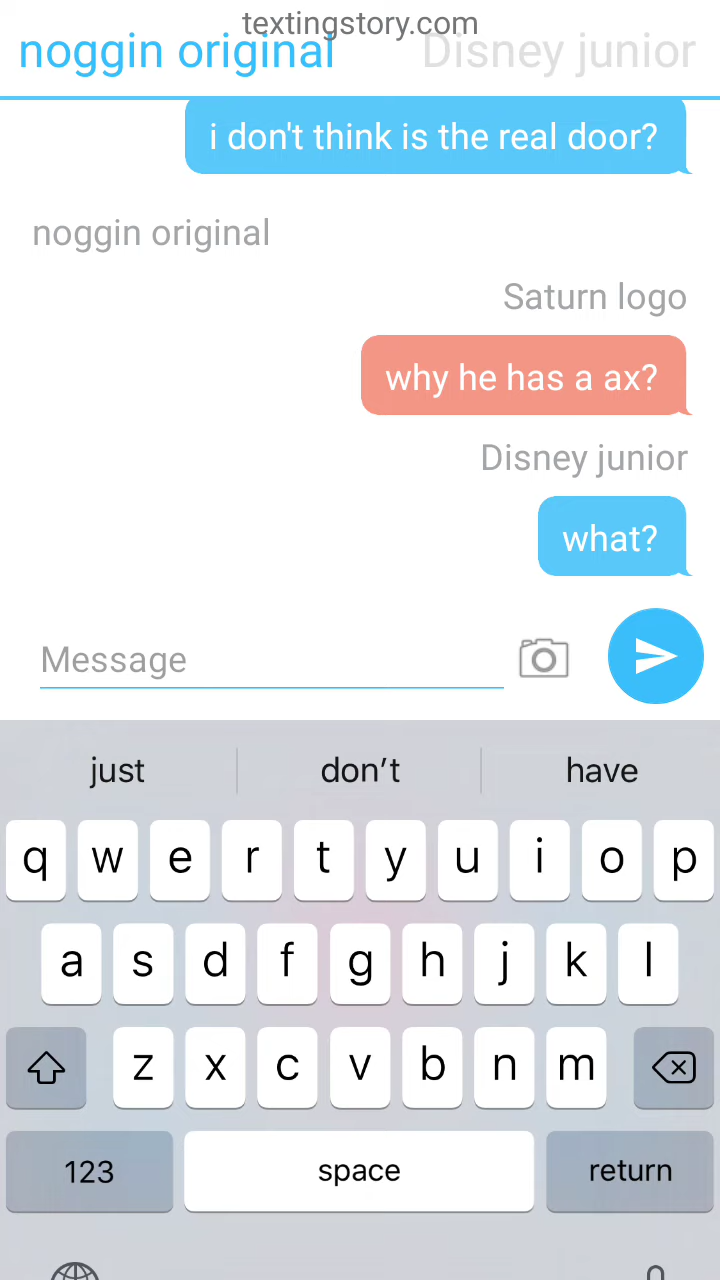 textingstory.com
noggin original Disney junior
i don't think is the real door?
noggin original
Saturn logo
why he has a ax?
Disney junior
what?
Message
just don't have
q w e r t y u i o p
a s d f g h j k l
z x c v b n m
123 space return